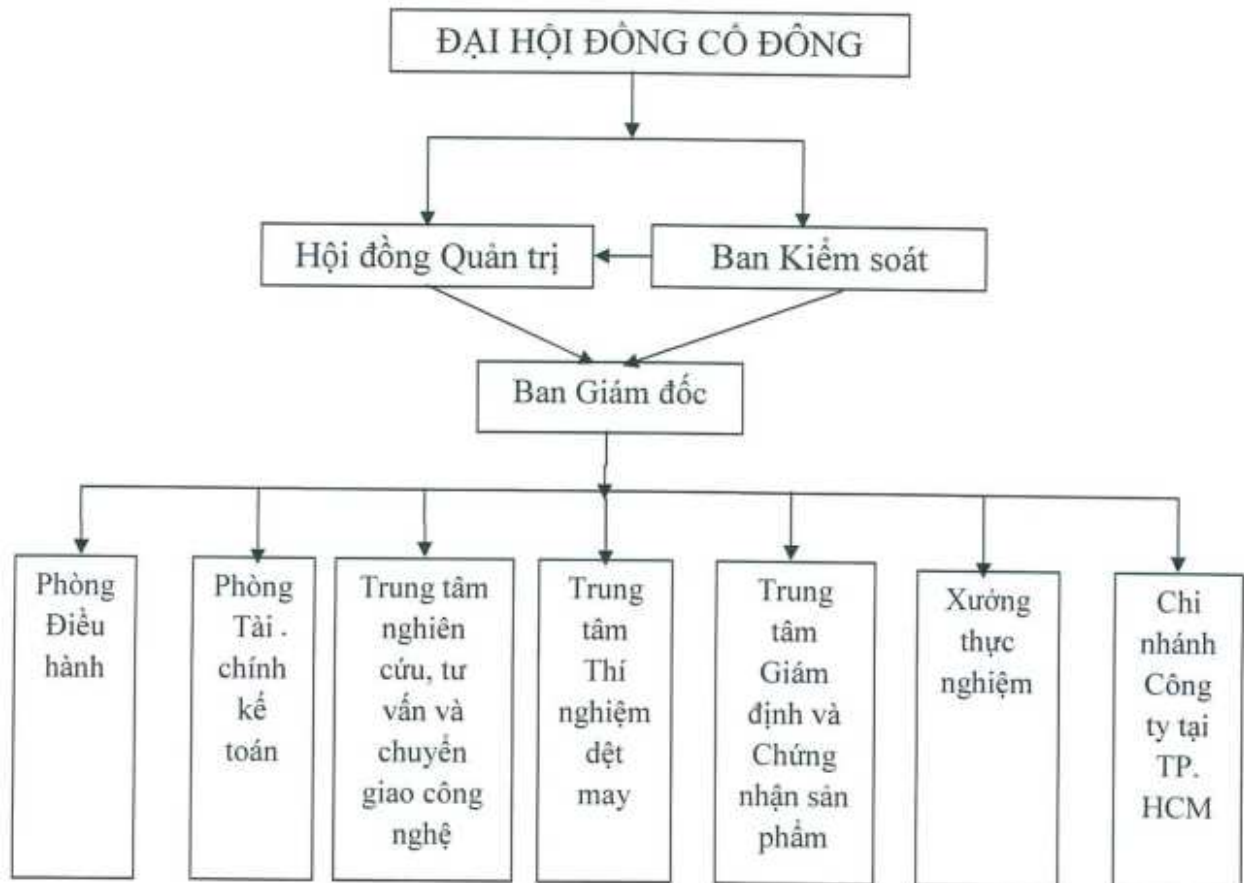 ĐẠI HỘI ĐỒNG CỔ ĐÔNG
Hội đồng Quản trị
Ban Kiểm soát
Ban Giám đốc
Phòng
Điều
hành
Phòng
Tài .
chính
kế
toán
Trung tâm
nghiên
cứu, tư
vấn và
chuyển
giao công
nghệ
Trung
tâm
Thí
nghiệm
dệt
may
Trung
tâm
Giám
định và
Chứng
nhận sản
phẩm
Xưởng
thực
nghiệm
Chi
nhánh
Công
ty tại
TP.
HCM